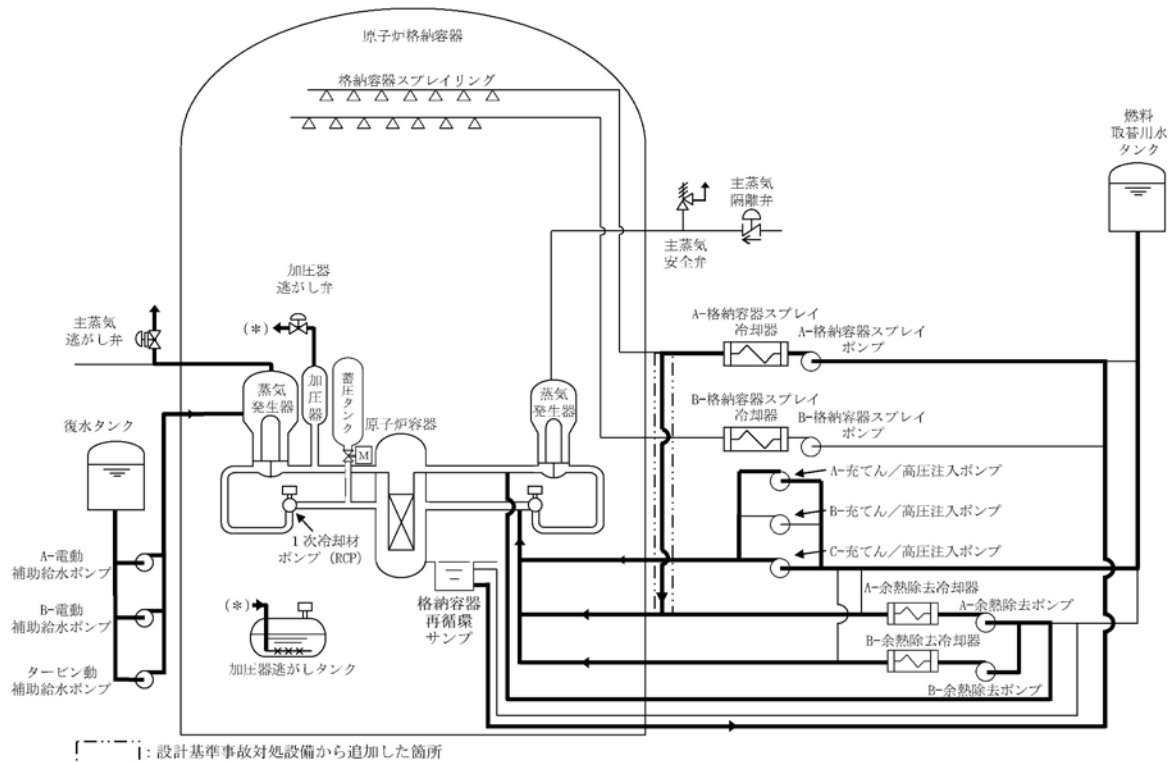 原子炉格納容器
格納容器スプレイリング
燃料
取替用水
タンク
主蒸気
隔離弁
主蒸気
安全弁
加圧器
逃がし弁
(*)
主蒸気
逃がし弁
A-格納容器スプレイ
冷却器
A-格納容器スプレイ
ポンプ
蒸気
発生器
加圧器
蓄圧タンク
原子炉容器
蒸気
発生器
B-格納容器スプレイ
冷却器
B-格納容器スプレイ
ポンプ
復水タンク
M
A-充てん/高圧注入ポンプ
B-充てん/高圧注入ポンプ
C-充てん/高圧注入ポンプ
1次冷却材
ポンプ (RCP)
A-電動
補助給水ポンプ
B-電動
補助給水ポンプ
タービン動
補助給水ポンプ
(*)
加圧器逃がしタンク
格納容器
再循環
サンプ
A-余熱除去冷却器
A-余熱除去ポンプ
B-余熱除去冷却器
B-余熱除去ポンプ
:設計基準事故対処設備から追加した箇所